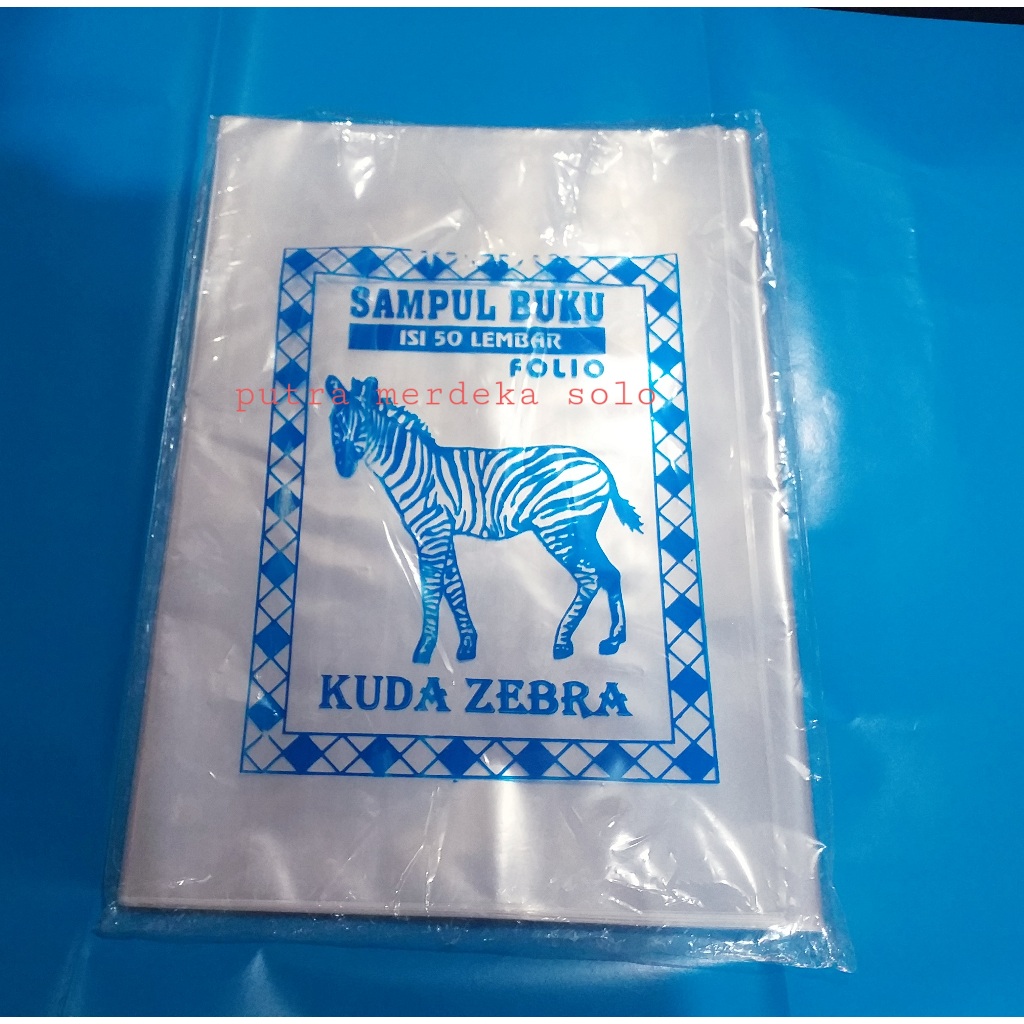 SAMPUL BUKU
ISI 50 LEMBAR
FOLIO
putra merdeka solo
KUDA ZEBRA